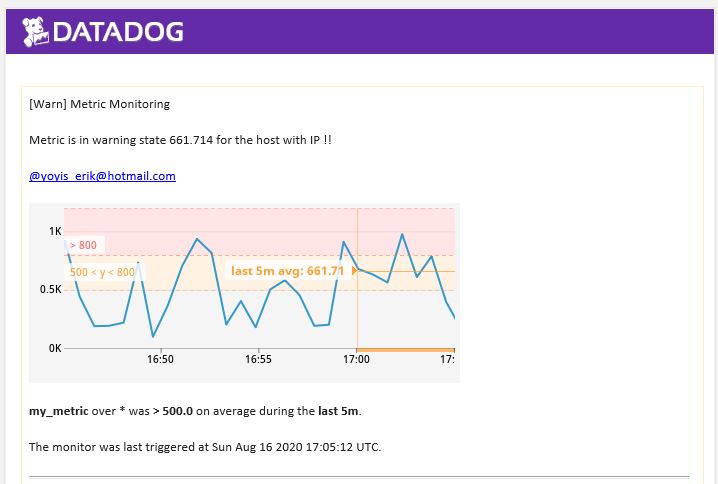 DATADOG
[Warn] Metric Monitoring
Metric is in warning state 661.714 for the host with IP !!
@yoyis_erik@hotmail.com
1K
> 800
500 < y < 800
last 5m avg: 661.71
0.5K
0K
16:50 16:55 17:00 17:
my_metric over * was > 500.0 on average during the last 5m.
The monitor was last triggered at Sun Aug 16 2020 17:05:12 UTC.